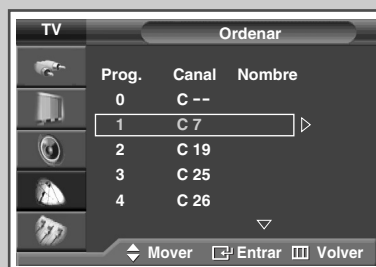 TV Ordenar
Prog. Canal Nombre
0 C --
1 C 7
2 C 19
3 C 25
4 C 26
Mover Entrar Volver